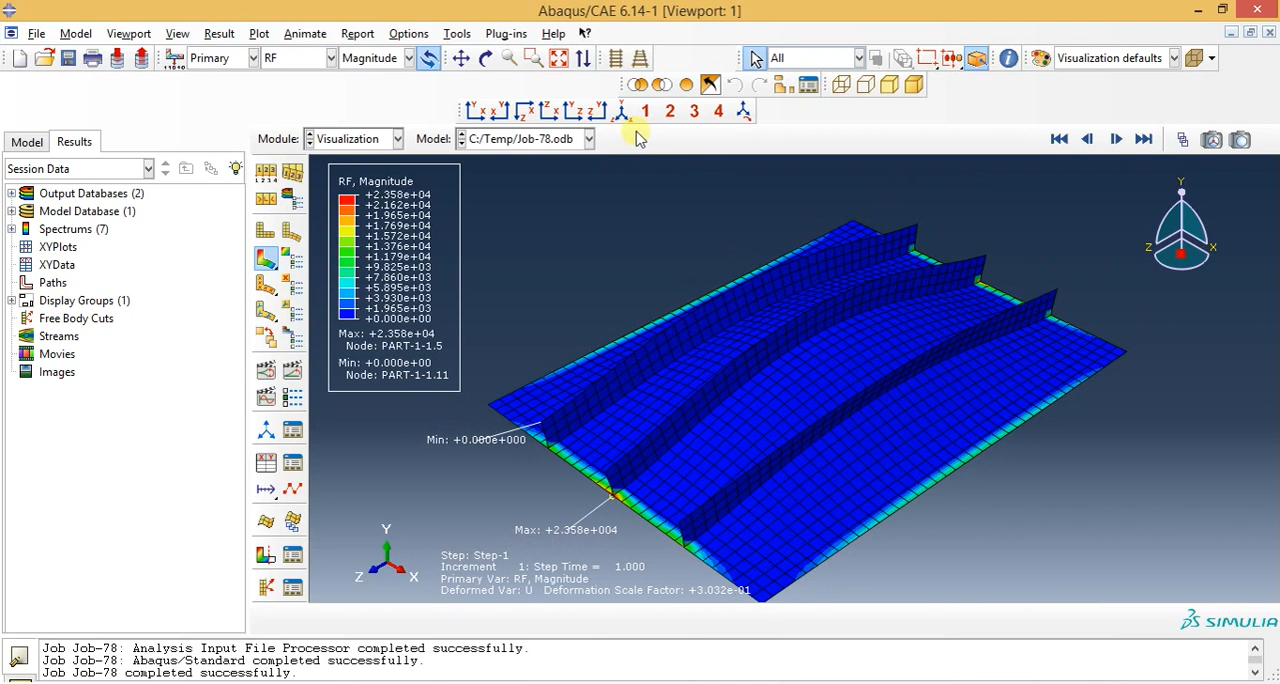 Abaqus/CAE 6.14-1 [Viewport: 1]
File Model Viewport View Result Plot Animate Report Options Tools Plug-ins Help
Primary RF Magnitude All Visualization defaults
1 2 3 4
Model Results Module: Visualization Model: C:/Temp/Job-78.odb
Session Data
Output Databases (2)
Model Database (1)
Spectrums (7)
XYPlots
XYData
Paths
Display Groups (1)
Free Body Cuts
Streams
Movies
Images
RF, Magnitude
+2.358e+04
+2.162e+04
+1.965e+04
+1.769e+04
+1.572e+04
+1.376e+04
+1.179e+04
+9.825e+03
+7.860e+03
+5.895e+03
+3.930e+03
+1.965e+03
+0.000e+00
Max: +2.358e+04
Node: PART-1-1.5
Min: +0.000e+00
Node: PART-1-1.11
Y
Z X
Min: +0.000e+000
Max: +2.358e+004
Y
Z X
Step: Step-1
Increment 1: Step Time = 1.000
Primary Var: RF, Magnitude
Deformed Var: U Deformation Scale Factor: +3.032e-01
SIMULIA
Job Job-78: Analysis Input File Processor completed successfully.
Job Job-78: Abaqus/Standard completed successfully.
Job Job-78 completed successfully.